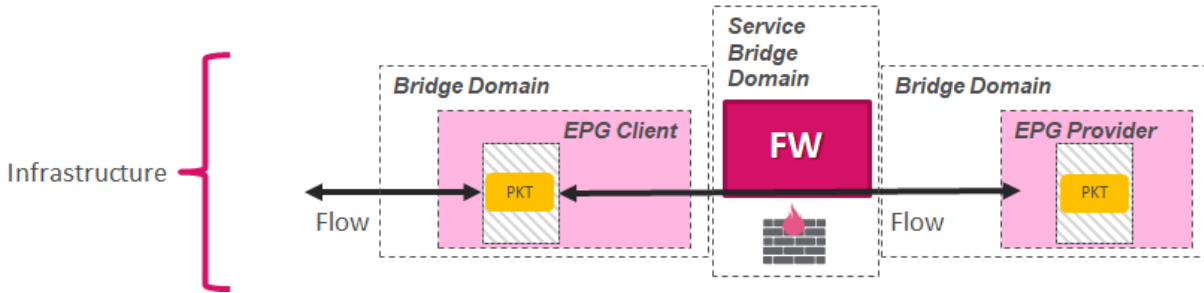 Infrastructure
Flow
Bridge Domain
EPG Client
PKT
Service
Bridge
Domain
FW
Bridge Domain
EPG Provider
PKT
Flow